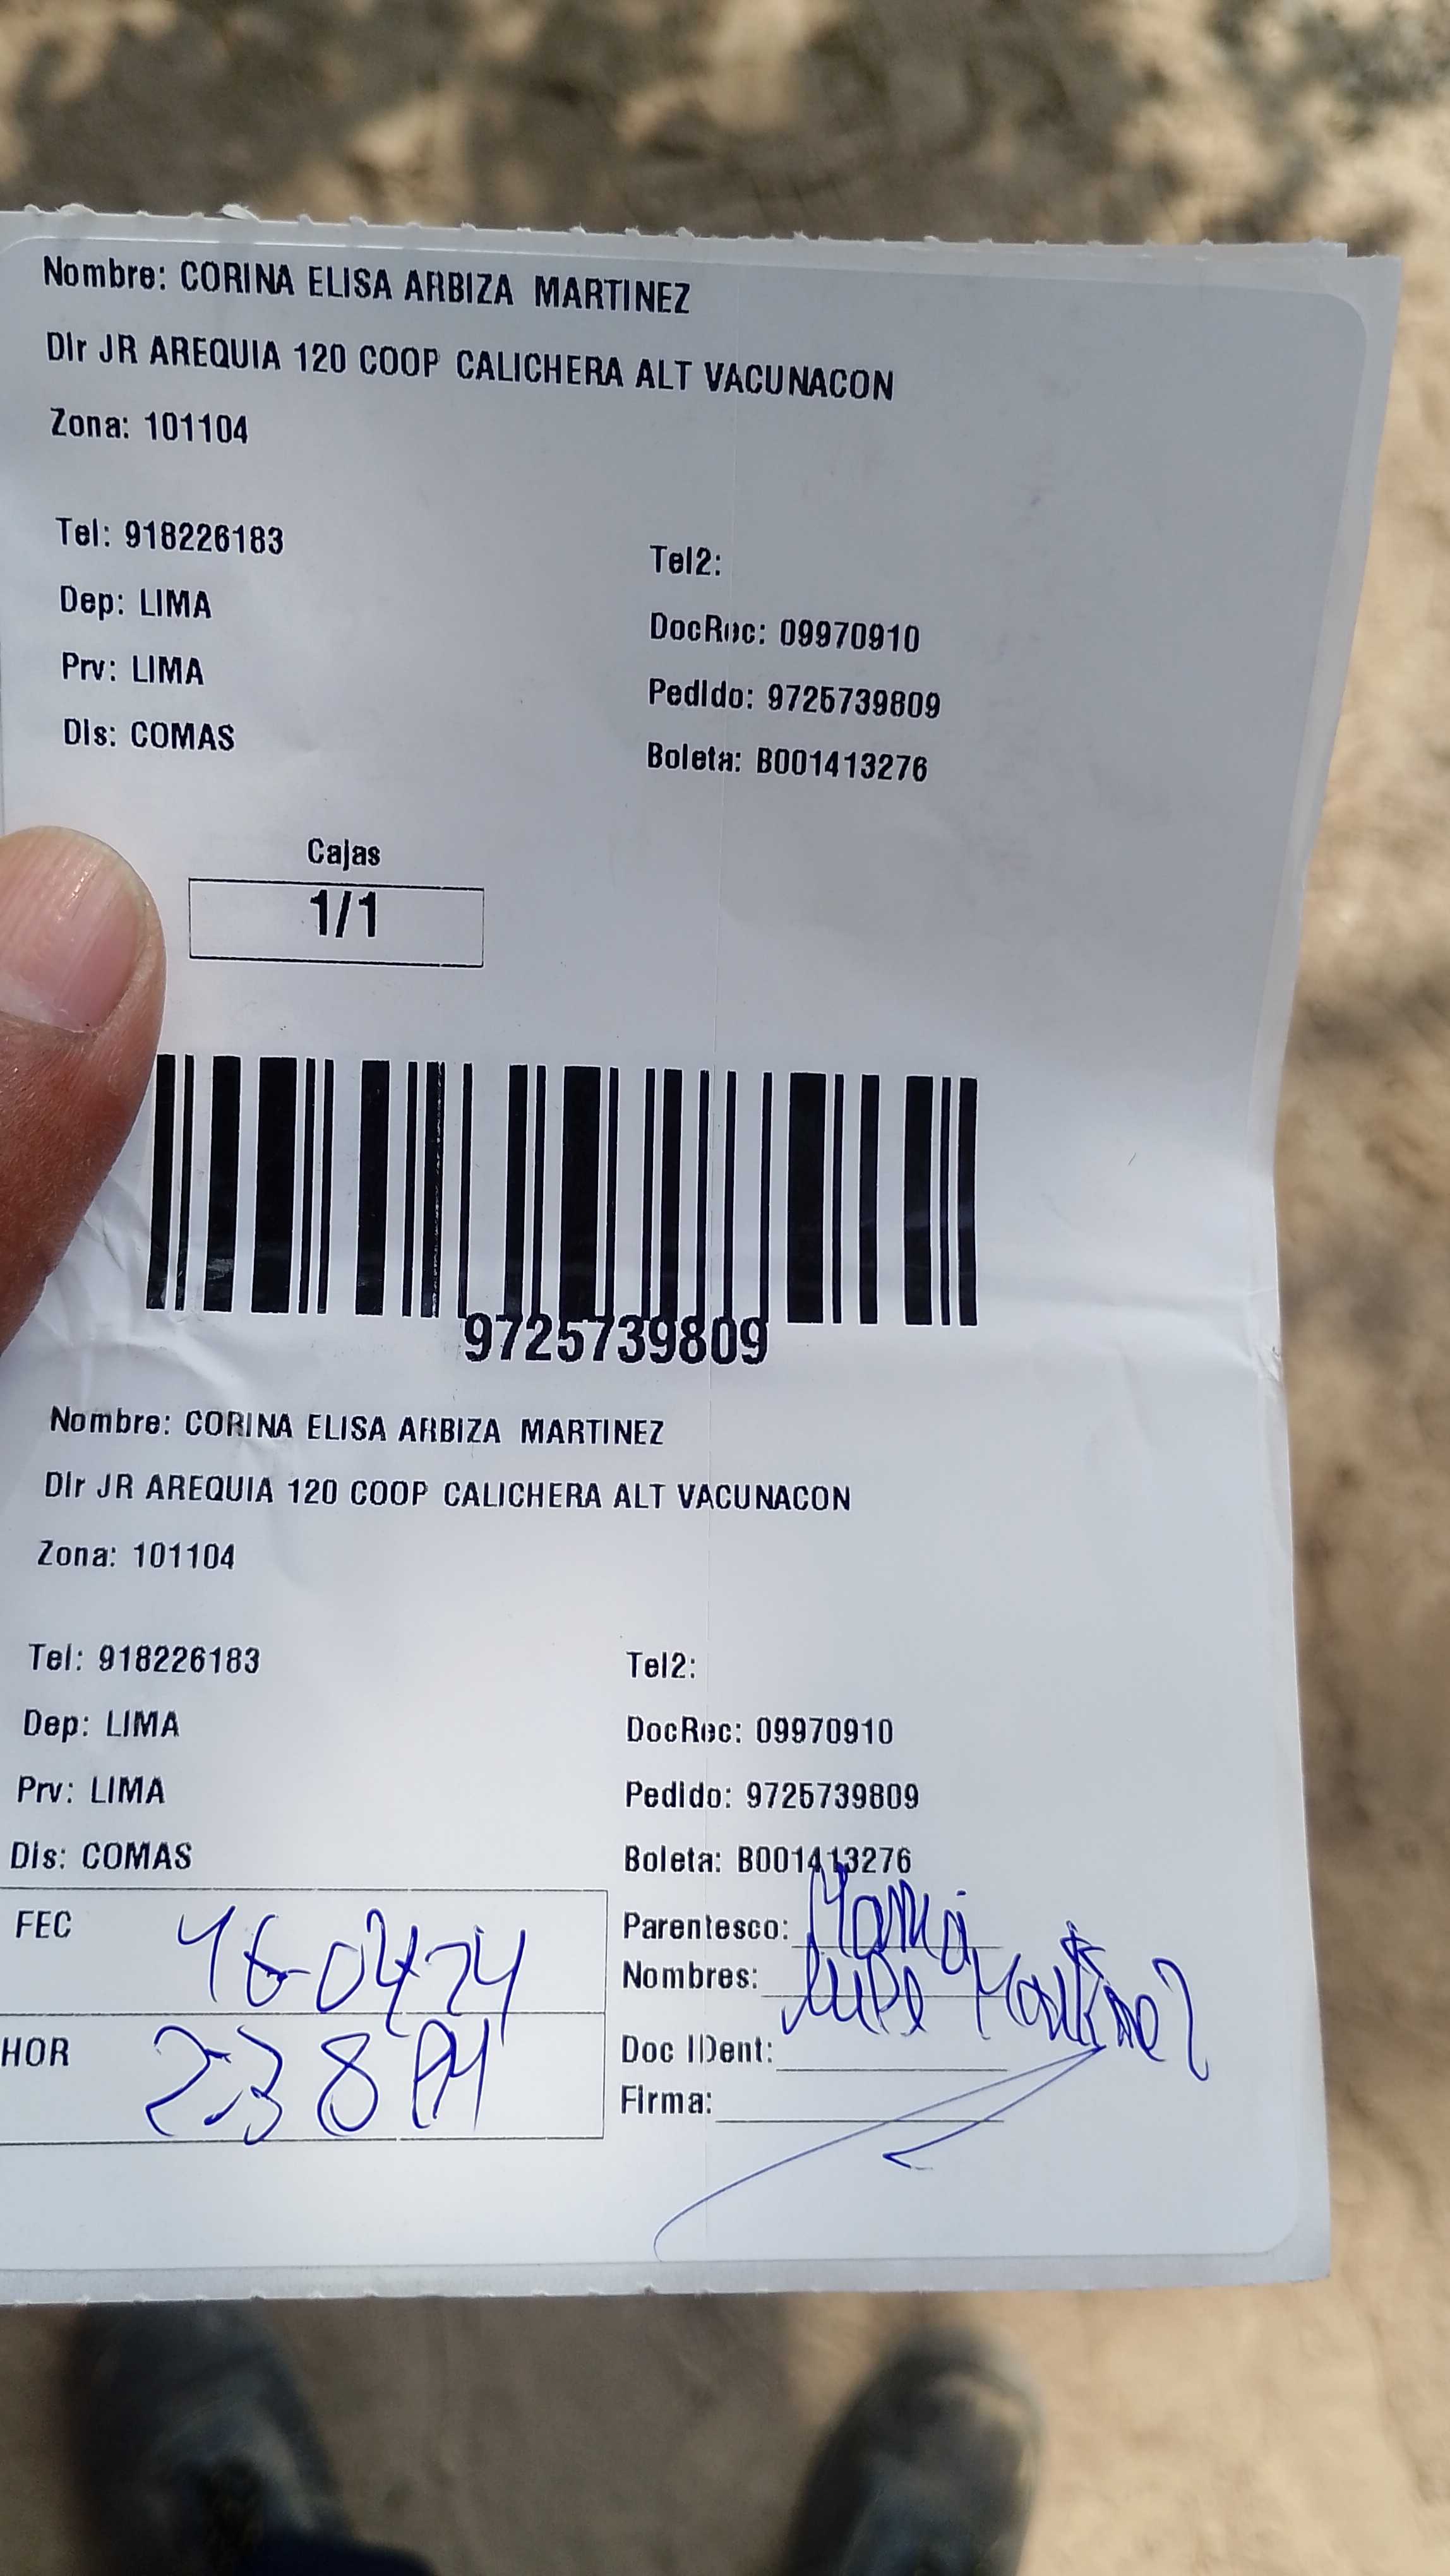 Nombre: CORINA ELISA ARBIZA MARTINEZ
Dir JR AREQUIA 120 COOP CALICHERA ALT VACUNACON
Zona: 101104
Tel: 918226183
Tel2:
Dep: LIMA
DocRec: 09970910
Prv: LIMA
Pedido: 9725739809
Dis: COMAS
Boleta: B001413276
Cajas
1/1
9725739809
Nombre: CORINA ELISA ARBIZA MARTINEZ
Dir JR AREQUIA 120 COOP CALICHERA ALT VACUNACON
Zona: 101104
Tel: 918226183
Tel2:
Dep: LIMA
DocRec: 09970910
Prv: LIMA
Pedido: 9725739809
Dis: COMAS
Boleta: B001413276
FEC 16-04-24
Parentesco: Mamá
Nombres: Lupe Martinez
HOR 2:38 PM
Doc IDent:
Firma: